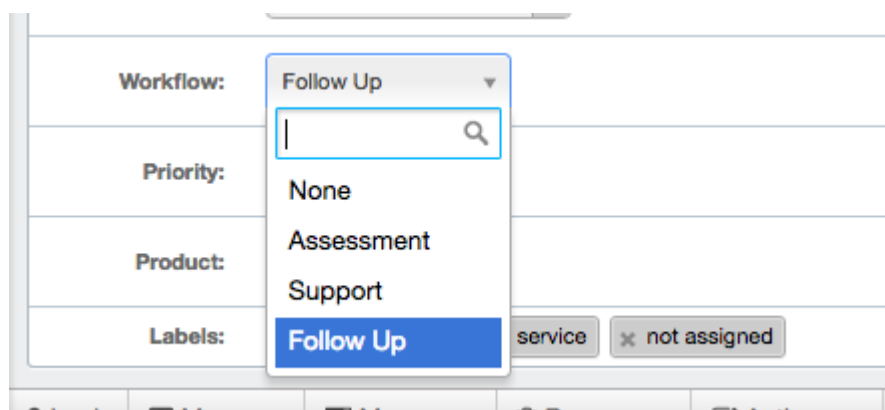 Workflow:
Follow Up
None
Priority:
Assessment
Product:
Support
Labels:
Follow Up
service
not assigned